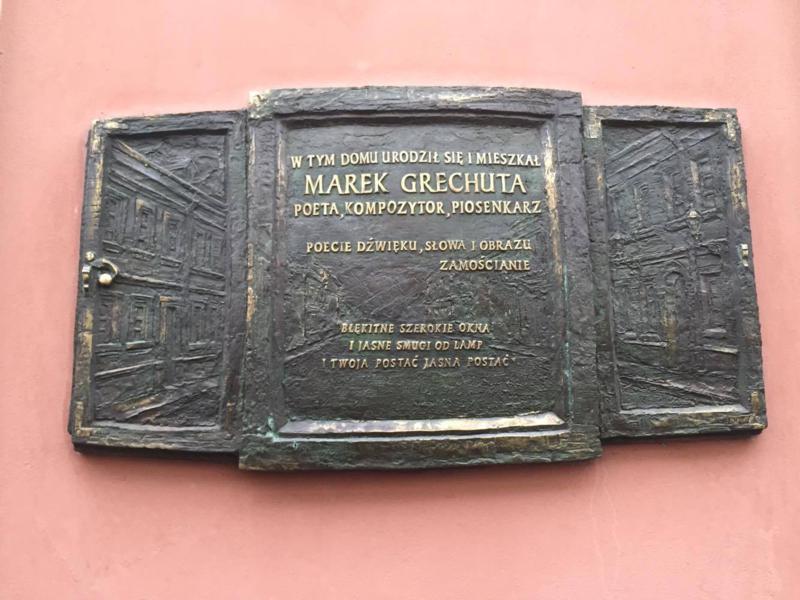 W TYM DOMU URODZIŁ SIĘ I MIESZKAŁ
MAREK GRECHUTA
POETA, KOMPOZYTOR, PIOSENKARZ
POECIE DŹWIĘKU, SŁOWA I OBRAZU
ZAMOŚCIANIE
BŁĘKITNE SZEROKIE OKNA
I JASNE SMUGI OD LAMP
I TWOJA POSTAĆ JASNA POSTAĆ